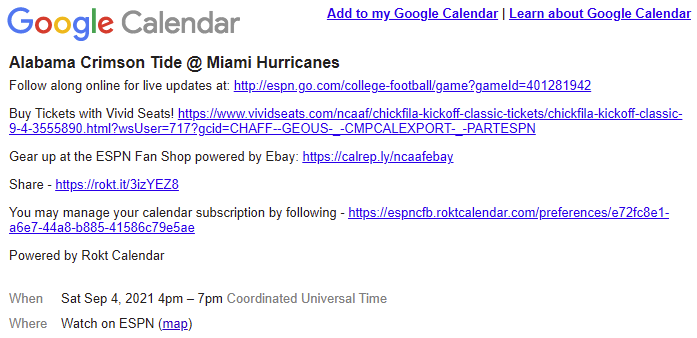 Google Calendar
Add to my Google Calendar | Learn about Google Calendar
Alabama Crimson Tide @ Miami Hurricanes
Follow along online for live updates at: http://espn.go.com/college-football/game?gameId=401281942
Buy Tickets with Vivid Seats! https://www.vividseats.com/ncaaf/chickfila-kickoff-classic-tickets/chickfila-kickoff-classic-
9-4-3555890.html?wsUser=717?gcid=CHAFF--GEOUS-_-CMPCALEXPORT-_-PARTESPN
Gear up at the ESPN Fan Shop powered by Ebay: https://calrep.ly/ncaafebay
Share - https://rokt.it/3izYEZ8
You may manage your calendar subscription by following - https://espncfb.roktcalendar.com/preferences/e72fc8e1-
a6e7-44a8-b885-41586c79e5ae
Powered by Rokt Calendar
When Sat Sep 4, 2021 4pm – 7pm Coordinated Universal Time
Where Watch on ESPN (map)